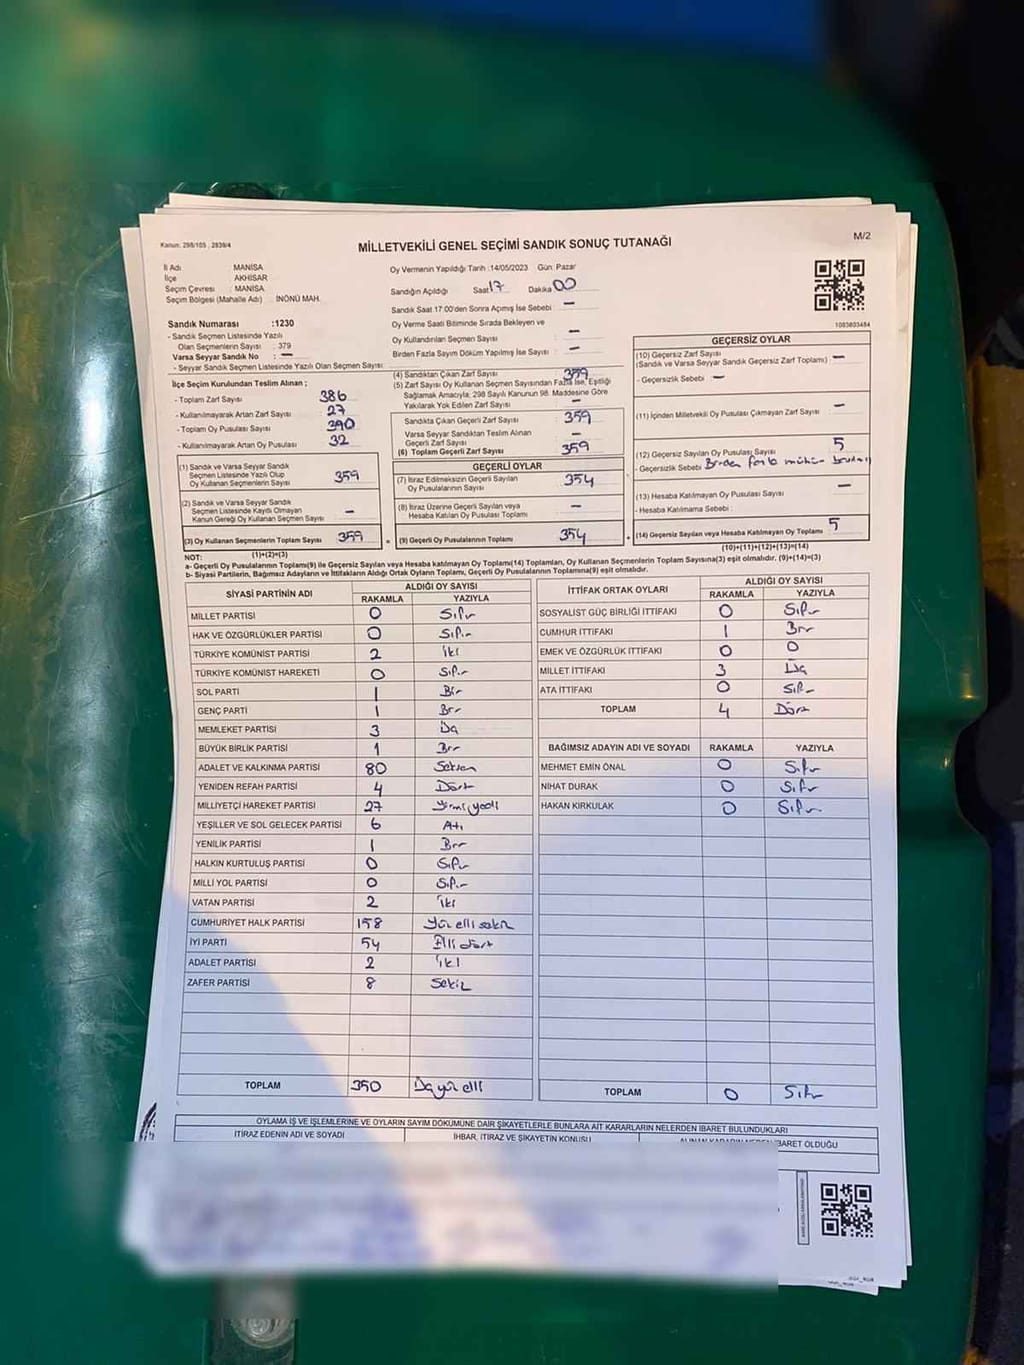 Kanun: 298/105 , 2839/4
MİLLETVEKİLİ GENEL SEÇİMİ SANDIK SONUÇ TUTANAĞI
M/2
İl Adı MANİSA
İlçe AKHİSAR
Seçim Çevresi : MANİSA
Seçim Bölgesi (Mahalle Adı) : İNÖNÜ MAH.
Oy Vermenin Yapıldığı Tarih :14/05/2023 Gün: Pazar
Sandığın Açıldığı Saat 17 Dakika 00
Sandık Saat 17:00'den Sonra Açımış İse Sebebi : —
Oy Verme Saati Bitiminde Sırada Bekleyen ve
Oy Kullandırılan Seçmen Sayısı —
Birden Fazla Sayım Döküm Yapılmış İse Sayısı : —
1083803484
Sandık Numarası :1230
- Sandık Seçmen Listesinde Yazılı
Olan Seçmenlerin Sayısı : 379
Varsa Seyyar Sandık No : —
- Seyyar Sandık Seçmen Listesinde Yazılı Olan Seçmen Sayısı:
İlçe Seçim Kurulundan Teslim Alınan ;
- Toplam Zarf Sayısı 386
- Kullanılmayarak Artan Zarf Sayısı : 27
- Toplam Oy Pusulası Sayısı : 390
- Kullanılmayarak Artan Oy Pusulası 32
(4) Sandıktan Çıkan Zarf Sayısı : 359
(5) Zarf Sayısı Oy Kullanan Seçmen Sayısından Fazla İse, Eşitliği
Sağlamak Amacıyla; 298 Sayılı Kanunun 98. Maddesine Göre
Yakılarak Yok Edilen Zarf Sayısı : —
Sandıkta Çıkan Geçerli Zarf Sayısı : 359
Varsa Seyyar Sandıktan Teslim Alınan
Geçerli Zarf Sayısı —
(6) Toplam Geçerli Zarf Sayısı : 359
GEÇERSİZ OYLAR
(10) Geçersiz Zarf Sayısı
(Sandık ve Varsa Seyyar Sandık Geçersiz Zarf Toplamı) : —
- Geçersizlik Sebebi : —
(11) İçinden Milletvekili Oy Pusulası Çıkmayan Zarf Sayısı : —
(12) Geçersiz Sayılan Oy Pusulası Sayısı : 5
- Geçersizlik Sebebi : Birden fazla mühür
(13) Hesaba Katılmayan Oy Pusulası Sayısı —
- Hesaba Katılmama Sebebi :
(14) Geçersiz Sayılan veya Hesaba Katılmayan Oy Toplamı : 5
(10)+(11)+(12)+(13)=(14)
(1) Sandık ve Varsa Seyyar Sandık
Seçmen Listesinde Yazılı Olup
Oy Kullanan Seçmenlerin Sayısı 359
(2) Sandık ve Varsa Seyyar Sandık
Seçmen Listesinde Kayıtlı Olmayan
Kanun Gereği Oy Kullanan Seçmen Sayısı —
(3) Oy Kullanan Seçmenlerin Toplam Sayısı 359
(1)+(2)=(3)
GEÇERLİ OYLAR
(7) İtiraz Edilmeksizin Geçerli Sayılan
Oy Pusulalarının Sayısı 354
(8) İtiraz Üzerine Geçerli Sayılan veya
Hesaba Katılan Oy Pusulası Toplamı —
(9) Geçerli Oy Pusulalarının Toplamı 354
NOT:
a- Geçerli Oy Pusulalarının Toplamı(9) ile Geçersiz Sayılan veya Hesaba katılmayan Oy Toplamı(14) Toplamları, Oy Kullanan Seçmenlerin Toplam Sayısına(3) eşit olmalıdır. (9)+(14)=(3)
b- Siyasi Partilerin, Bağımsız Adayların ve İttifakların Aldığı Ortak Oyların Toplamı, Geçerli Oy Pusulalarının Toplamına(9) eşit olmalıdır.
SİYASİ PARTİNİN ADI ALDIĞI OY SAYISI
RAKAMLA YAZIYLA
MİLLET PARTİSİ 0 Sıfır
HAK VE ÖZGÜRLÜKLER PARTİSİ 0 Sıfır
TÜRKİYE KOMÜNİST PARTİSİ 2 İki
TÜRKİYE KOMÜNİST HAREKETİ 0 Sıfır
SOL PARTİ 1 Bir
GENÇ PARTİ 1 Bir
MEMLEKET PARTİSİ 3 Üç
BÜYÜK BİRLİK PARTİSİ 1 Bir
ADALET VE KALKINMA PARTİSİ 80 Seksen
YENİDEN REFAH PARTİSİ 4 Dört
MİLLİYETÇİ HAREKET PARTİSİ 27 Yirmi yedi
YEŞİLLER VE SOL GELECEK PARTİSİ 6 Altı
YENİLİK PARTİSİ 1 Bir
HALKIN KURTULUŞ PARTİSİ 0 Sıfır
MİLLİ YOL PARTİSİ 0 Sıfır
VATAN PARTİSİ 2 İki
CUMHURİYET HALK PARTİSİ 158 Yüz elli sekiz
İYİ PARTİ 54 Elli dört
ADALET PARTİSİ 2 İki
ZAFER PARTİSİ 8 Sekiz
TOPLAM 350 Üç yüz elli
İTTİFAK ORTAK OYLARI ALDIĞI OY SAYISI
RAKAMLA YAZIYLA
SOSYALİST GÜÇ BİRLİĞİ İTTİFAKI 0 Sıfır
CUMHUR İTTİFAKI 1 Bir
EMEK VE ÖZGÜRLÜK İTTİFAKI 0 0
MİLLET İTTİFAKI 3 Üç
ATA İTTİFAKI 0 Sıfır
TOPLAM 4 Dört
BAĞIMSIZ ADAYIN ADI VE SOYADI RAKAMLA YAZIYLA
MEHMET EMİN ÖNAL 0 Sıfır
NİHAT DURAK 0 Sıfır
HAKAN KIRKULAK 0 Sıfır
TOPLAM 0 Sıfır
OYLAMA İŞ VE İŞLEMLERİNE VE OYLARIN SAYIM DÖKÜMÜNE DAİR ŞİKAYETLERLE BUNLARA AİT KARARLARIN NELERDEN İBARET BULUNDUKLARI
İTİRAZ EDENİN ADI VE SOYADI İHBAR, İTİRAZ VE ŞİKAYETİN KONUSU İBARET OLDUĞU